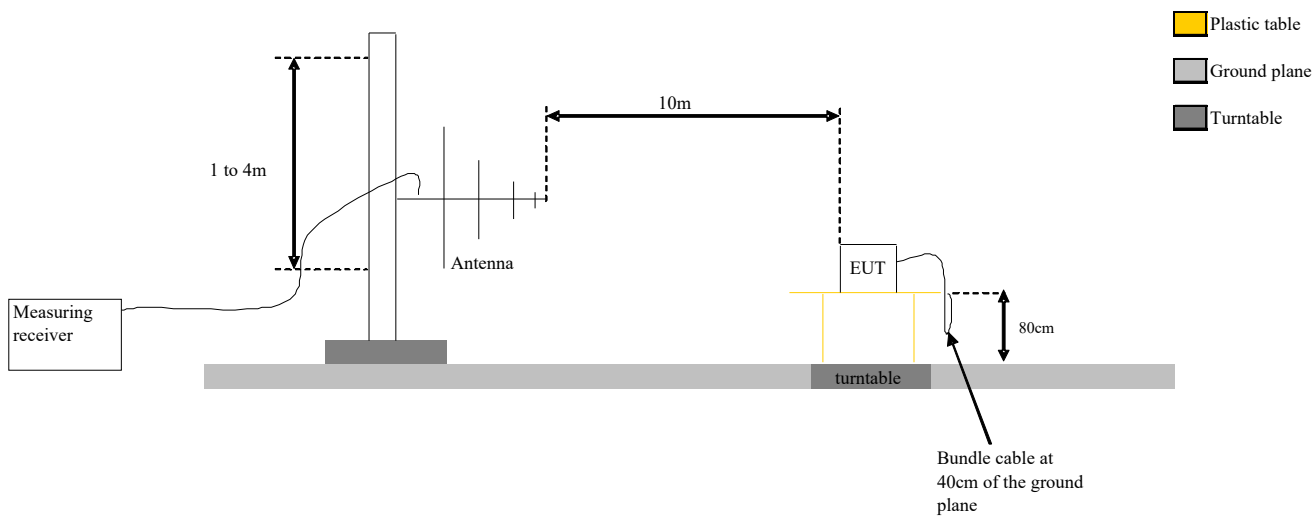 Plastic table
Ground plane
Turntable
10m
1 to 4m
Antenna
EUT
Measuring
receiver
80cm
turntable
Bundle cable at
40cm of the ground
plane